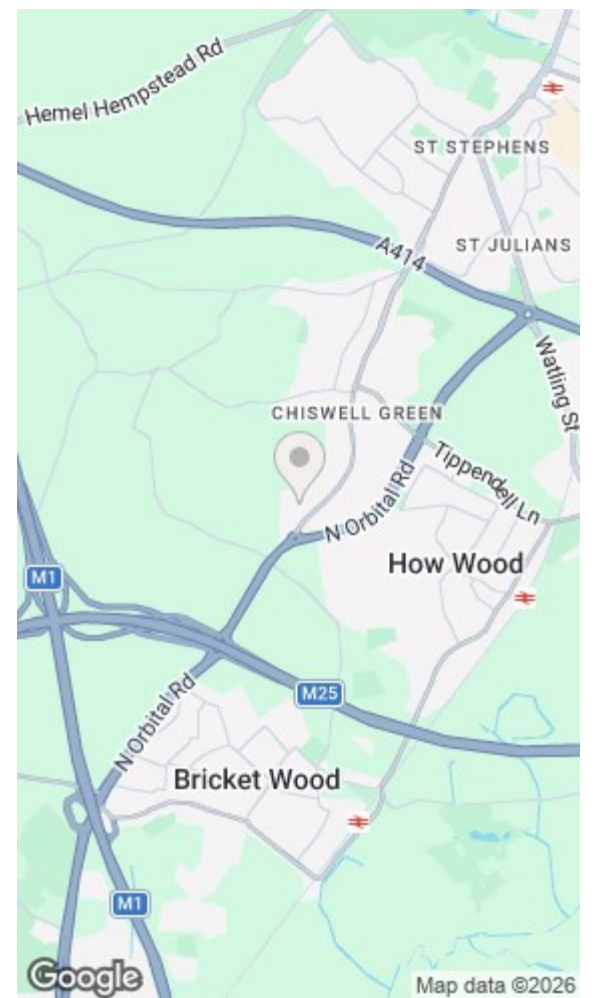 Hemel Hempstead Rd
ST STEPHENS
ST JULIANS
A414
Watling St
CHISWELL GREEN
Tippendell Ln
N Orbital Rd
How Wood
M1
M25
N Orbital Rd
Bricket Wood
M1
Google
Map data ©2026